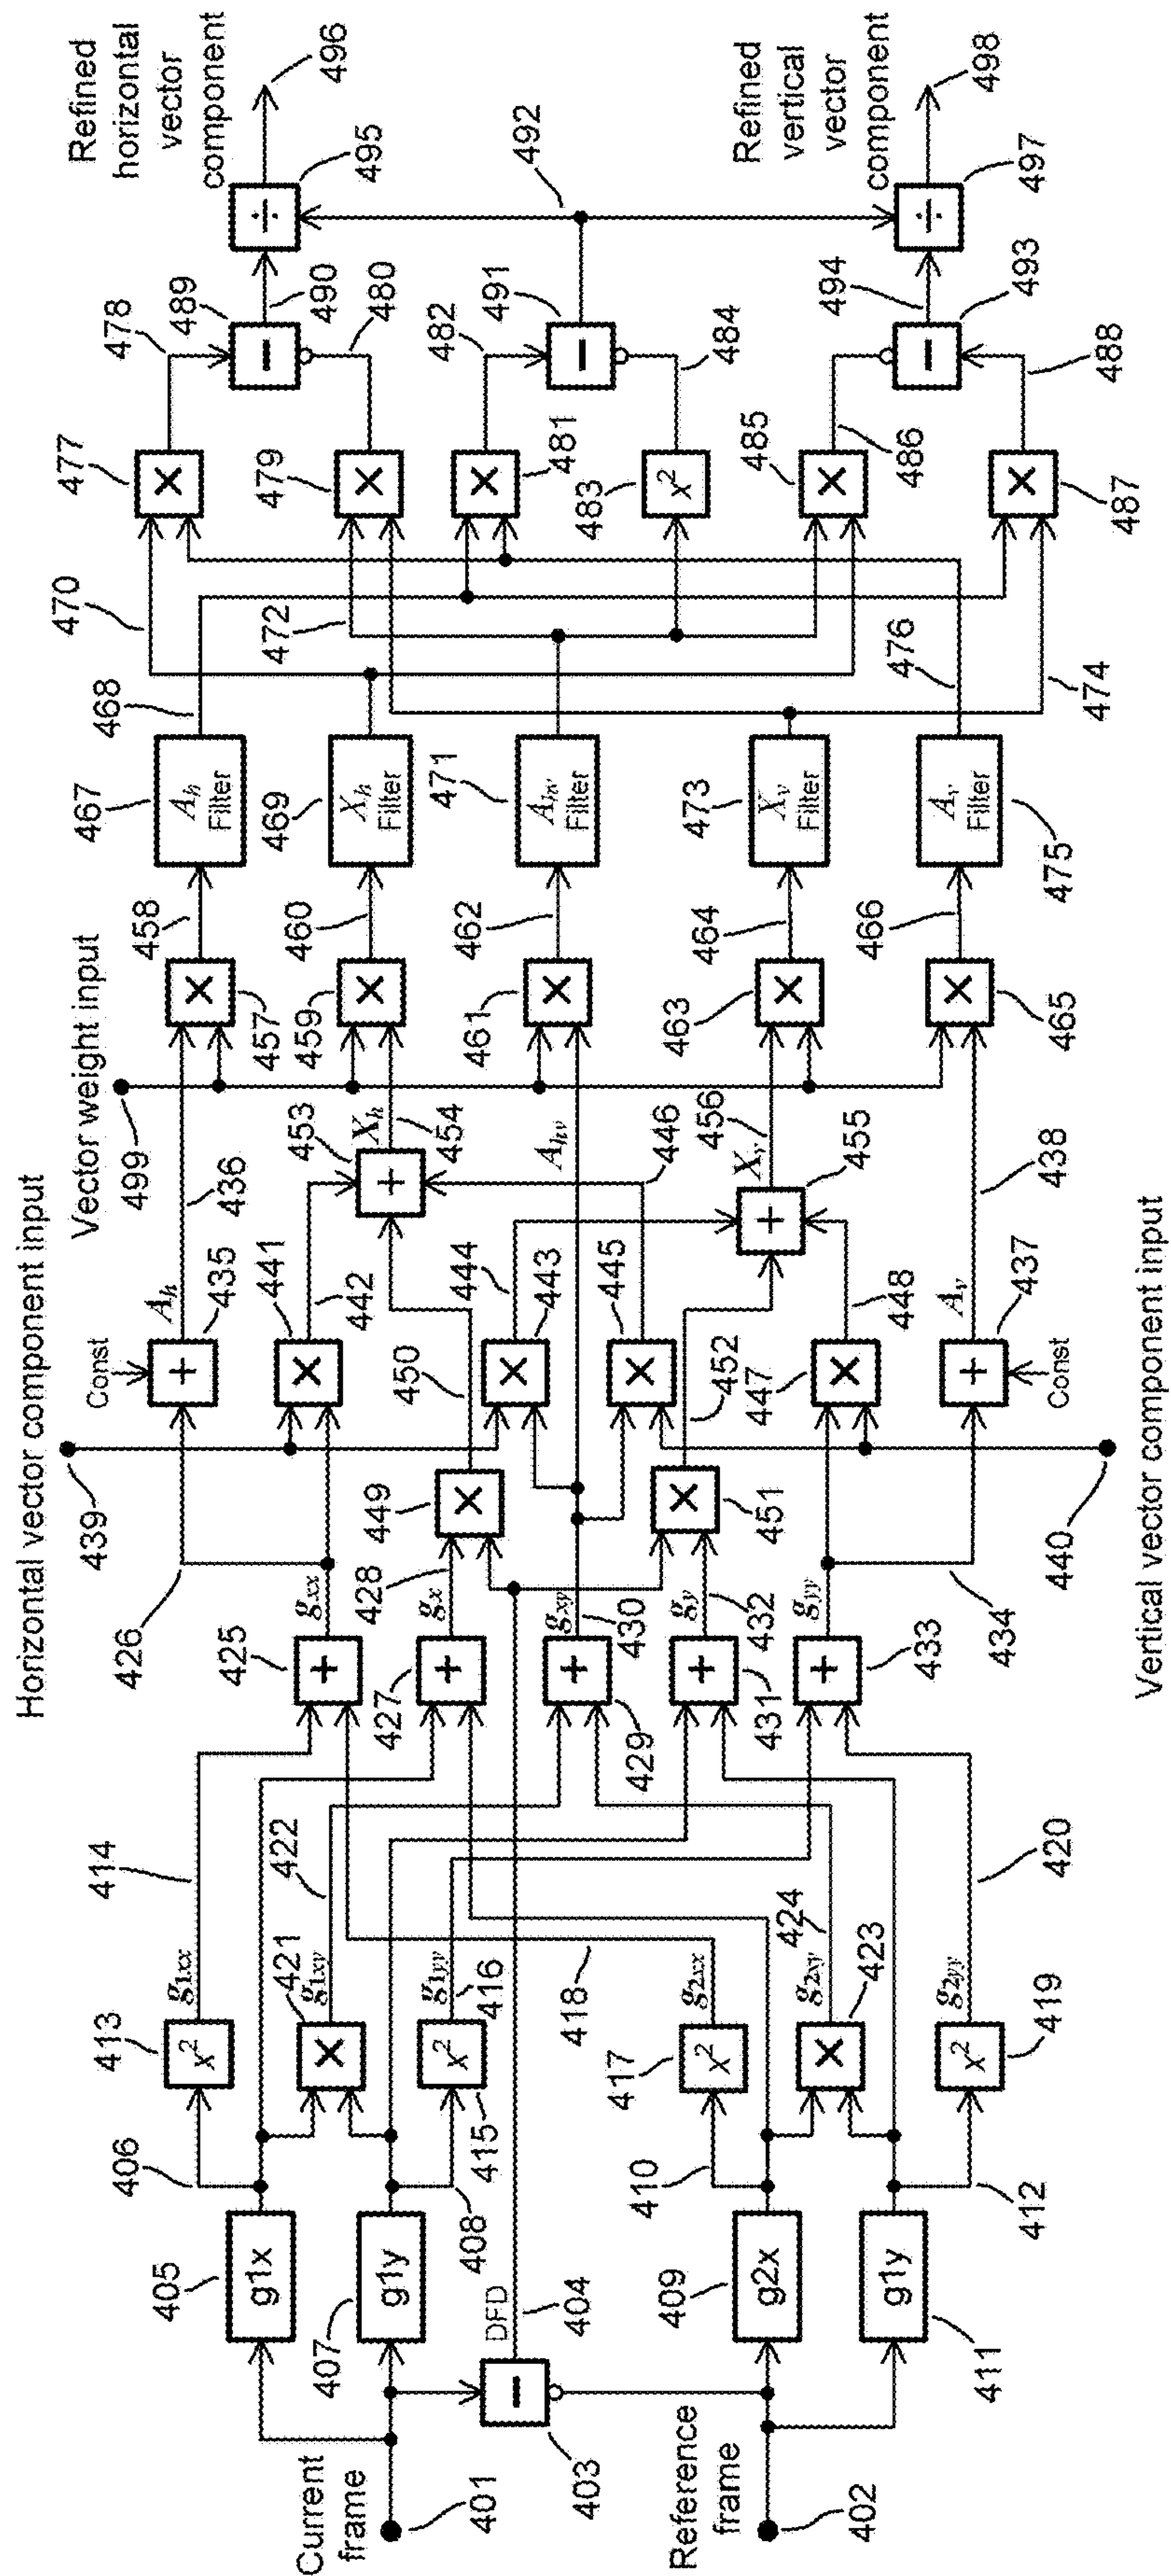 Horizontal vector component input
439
Vector weight input
499
Vertical vector component input
440
Current
frame
401
Reference
frame
402
403
DFD
404
405
g1x
406
407
g1y
408
409
g2x
410
411
g1y
412
413
x²
g1xx
414
421
×
g1xy
422
415
x²
g1yy
416
417
x²
g2xx
418
423
×
g2xy
424
419
x²
g2yy
420
425
+
gxx
426
427
+
gx
428
429
+
gxy
430
431
+
gy
432
433
+
gyy
434
Const
+
435
Ah
436
441
×
442
449
×
450
443
×
444
445
×
446
451
×
452
447
×
448
Const
+
437
Av
438
453
+
Xh
454
Ahv
455
+
Xv
456
457
×
458
459
×
460
461
×
462
463
×
464
465
×
466
467
Ah
Filter
468
469
Xh
Filter
470
471
Ahv
Filter
472
473
Xv
Filter
474
475
Av
Filter
476
477
×
478
479
×
480
481
×
482
483
x²
484
485
×
486
487
×
488
489
−
490
491
−
492
493
−
494
495
÷
Refined
horizontal
vector
component
496
497
÷
Refined
vertical
vector
component
498